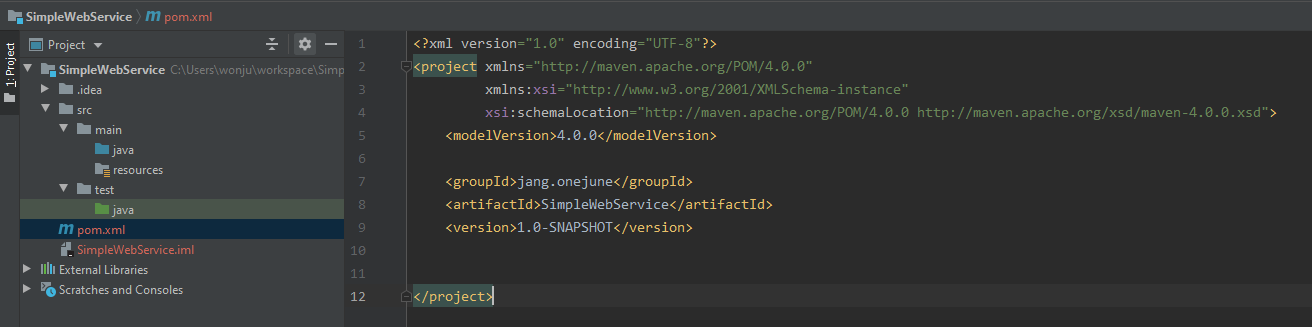 SimpleWebService pom.xml
1: Project
Project
SimpleWebService C:\Users\wonju\workspace\Simp
.idea
src
main
java
resources
test
java
pom.xml
SimpleWebService.iml
External Libraries
Scratches and Consoles
1 <?xml version="1.0" encoding="UTF-8"?>
2 <project xmlns="http://maven.apache.org/POM/4.0.0"
3 xmlns:xsi="http://www.w3.org/2001/XMLSchema-instance"
4 xsi:schemaLocation="http://maven.apache.org/POM/4.0.0 http://maven.apache.org/xsd/maven-4.0.0.xsd">
5 <modelVersion>4.0.0</modelVersion>
6
7 <groupId>jang.onejune</groupId>
8 <artifactId>SimpleWebService</artifactId>
9 <version>1.0-SNAPSHOT</version>
10
11
12 </project>